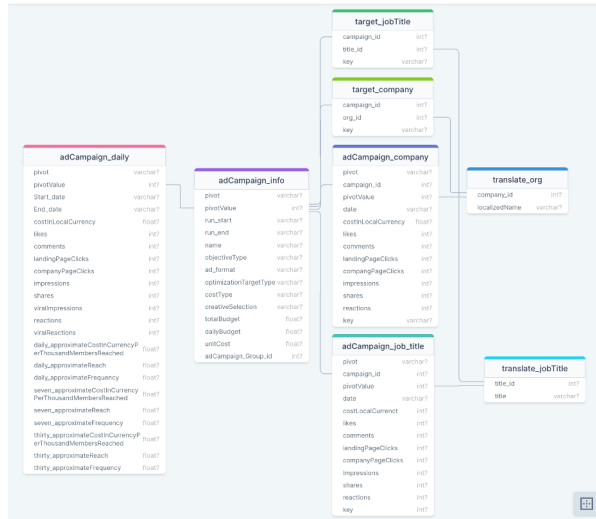 target_jobTitle
campaign_id int?
title_id int?
key varchar?
target_company
campaign_id int?
org_id int?
key varchar?
adCampaign_daily
pivot varchar?
pivotValue int?
Start_date varchar?
End_date varchar?
costInLocalCurrency float?
likes int?
comments int?
landingPageClicks int?
companyPageClicks int?
impressions int?
shares int?
viralImpressions int?
reactions int?
viralReactions int?
daily_approximateCostInCurrencyP
erThousandMembersReached float?
daily_approximateReach float?
daily_approximateFrequency float?
seven_approximateCostInCurrency
PerThousandMembersReached float?
seven_approximateReach float?
seven_approximateFrequency float?
thirty_approximateCostInCurrencyP
erThousandMembersReached float?
thirty_approximateReach float?
thirty_approximateFrequency float?
adCampaign_info
pivot varchar?
pivotValue int?
run_start varchar?
run_end varchar?
name varchar?
objectiveType varchar?
ad_format varchar?
optimizationTargetType varchar?
costType varchar?
creativeSelection varchar?
totalBudget float?
dailyBudget float?
unitCost float?
adCampaign_Group_id int?
adCampaign_company
pivot varchar?
campaign_id int?
pivotValue int?
date varchar?
costInLocalCurrency float?
likes int?
comments int?
landingPageClicks int?
compangPageClicks int?
impressions int?
shares int?
reactions int?
key varchar?
translate_org
company_id int?
localizedName varchar?
adCampaign_job_title
pivot varchar?
campaign_id int?
pivotValue int?
date varchar?
costLocalCurrenct int?
likes int?
comments int?
landingPageClicks int?
companyPageClicks int?
impressions int?
shares int?
reactions int?
key int?
translate_jobTitle
title_id int?
title varchar?